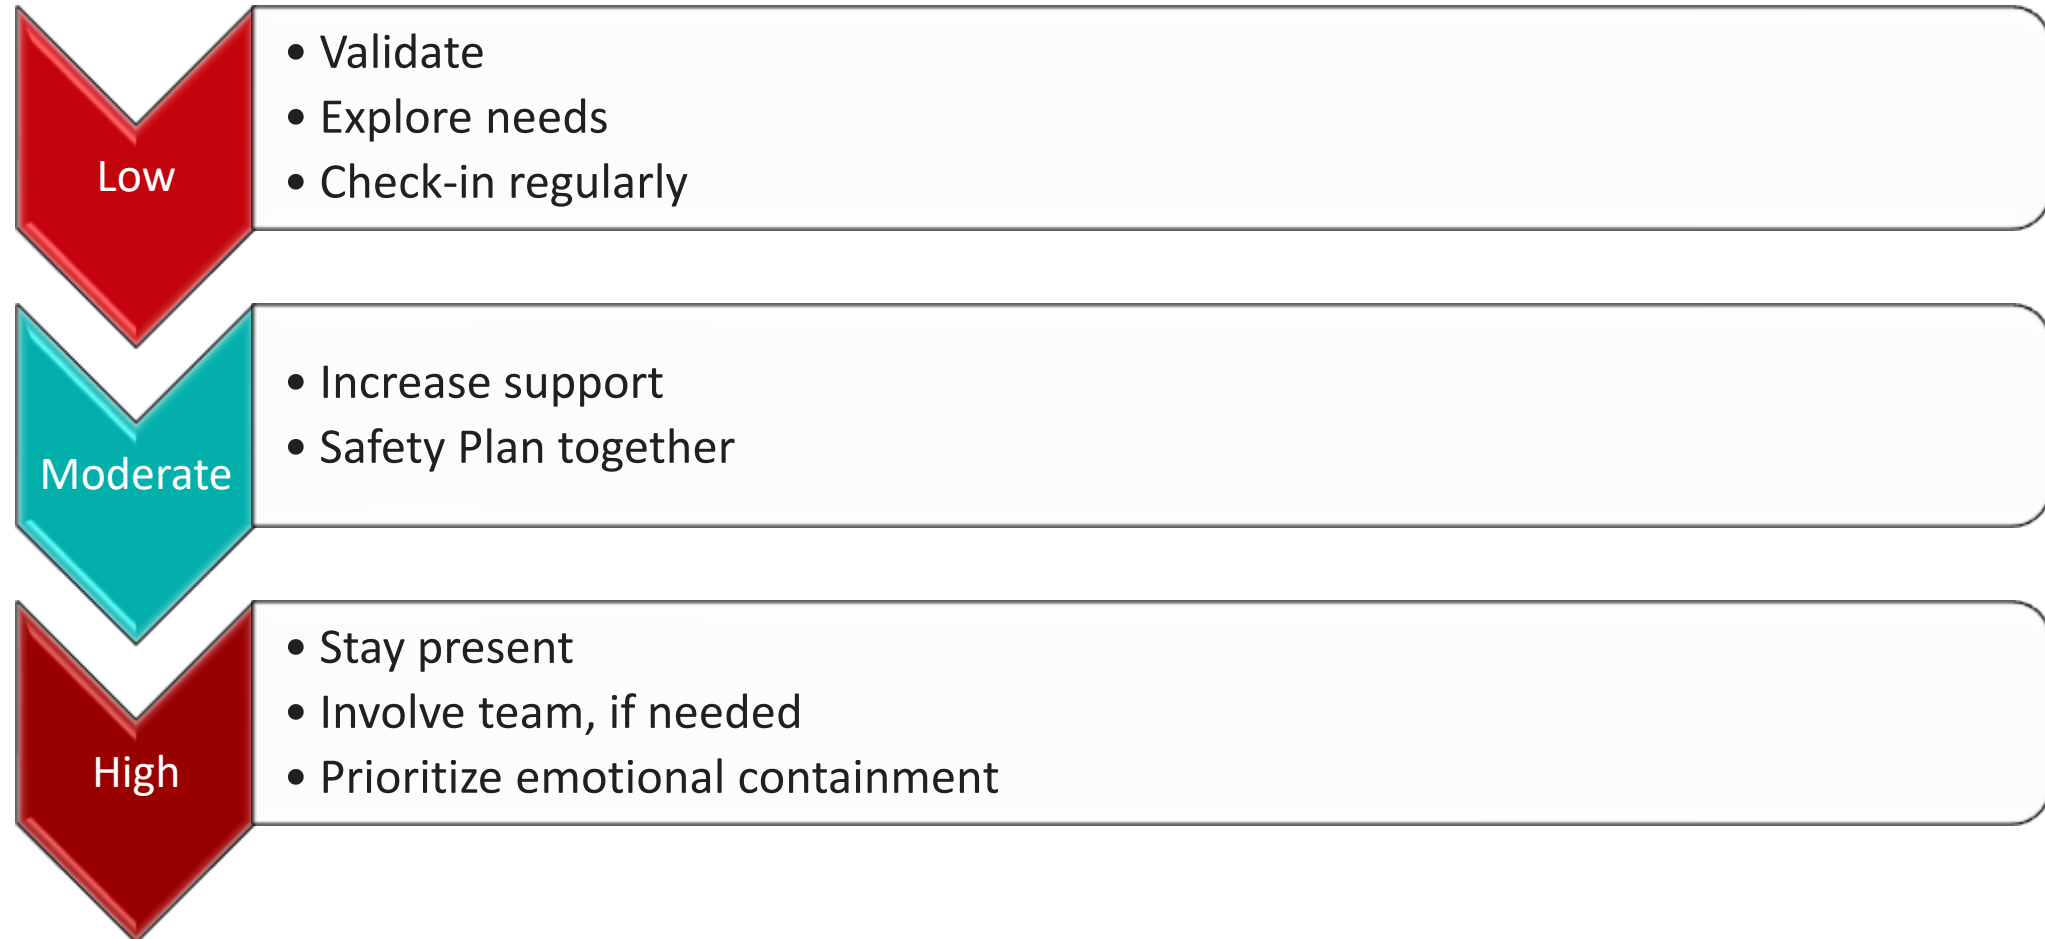 Low
• Validate
• Explore needs
• Check-in regularly
Moderate
• Increase support
• Safety Plan together
High
• Stay present
• Involve team, if needed
• Prioritize emotional containment